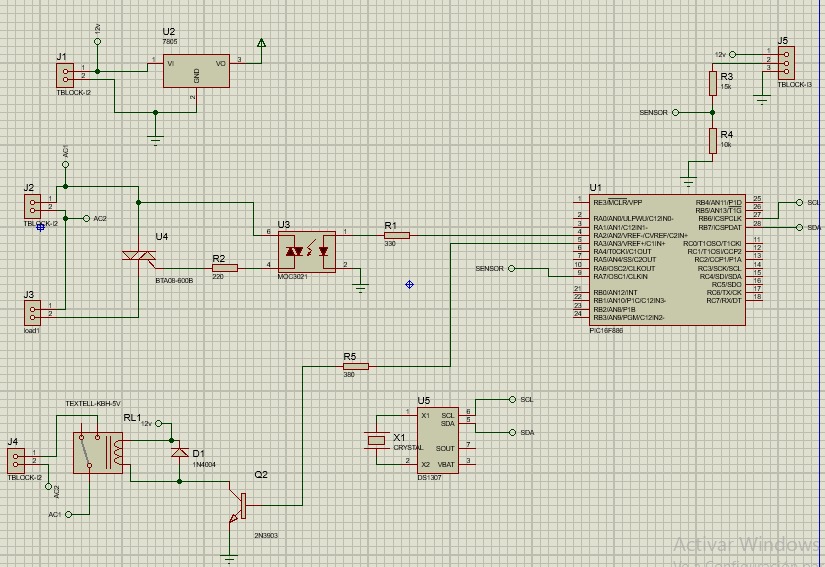 12v
U2
7805
J1
1
2
TBLOCK-I2
1
VI
VO
3
GND
2
J5
12v
1
2
3
TBLOCK-I3
R3
15k
SENSOR
R4
10k
AC1
J2
1
2
TBLOCK-I2
AC2
U4
BTA08-600B
R2
220
U3
6
4
1
2
MOC3021
R1
330
J3
1
2
load1
SENSOR
U1
1 RE3/MCLR/VPP
2 RA0/AN0/ULPWU/C12IN0-
3 RA1/AN1/C12IN1-
4 RA2/AN2/VREF-/CVREF/C2IN+
5 RA3/AN3/VREF+/C1IN+
6 RA4/T0CKI/C1OUT
7 RA5/AN4/SS/C2OUT
10 RA6/OSC2/CLKOUT
9 RA7/OSC1/CLKIN
21 RB0/AN12/INT
22 RB1/AN10/P1C/C12IN3-
23 RB2/AN8/P1B
24 RB3/AN9/PGM/C12IN2-
RB4/AN11/P1D 25
RB5/AN13/T1G 26
RB6/ICSPCLK 27
RB7/ICSPDAT 28
RC0/T1OSO/T1CKI 11
RC1/T1OSI/CCP2 12
RC2/CCP1/P1A 13
RC3/SCK/SCL 14
RC4/SDI/SDA 15
RC5/SDO 16
RC6/TX/CK 17
RC7/RX/DT 18
PIC16F886
SCL
SDA
R5
380
TEXTELL-KBH-5V
RL1
12v
J4
1
2
TBLOCK-I2
AC2
AC1
D1
1N4004
Q2
2N3903
X1
CRYSTAL
U5
1 X1
2 X2
SCL 6
SDA 5
SOUT 7
VBAT 3
DS1307
SCL
SDA
Activar Windows